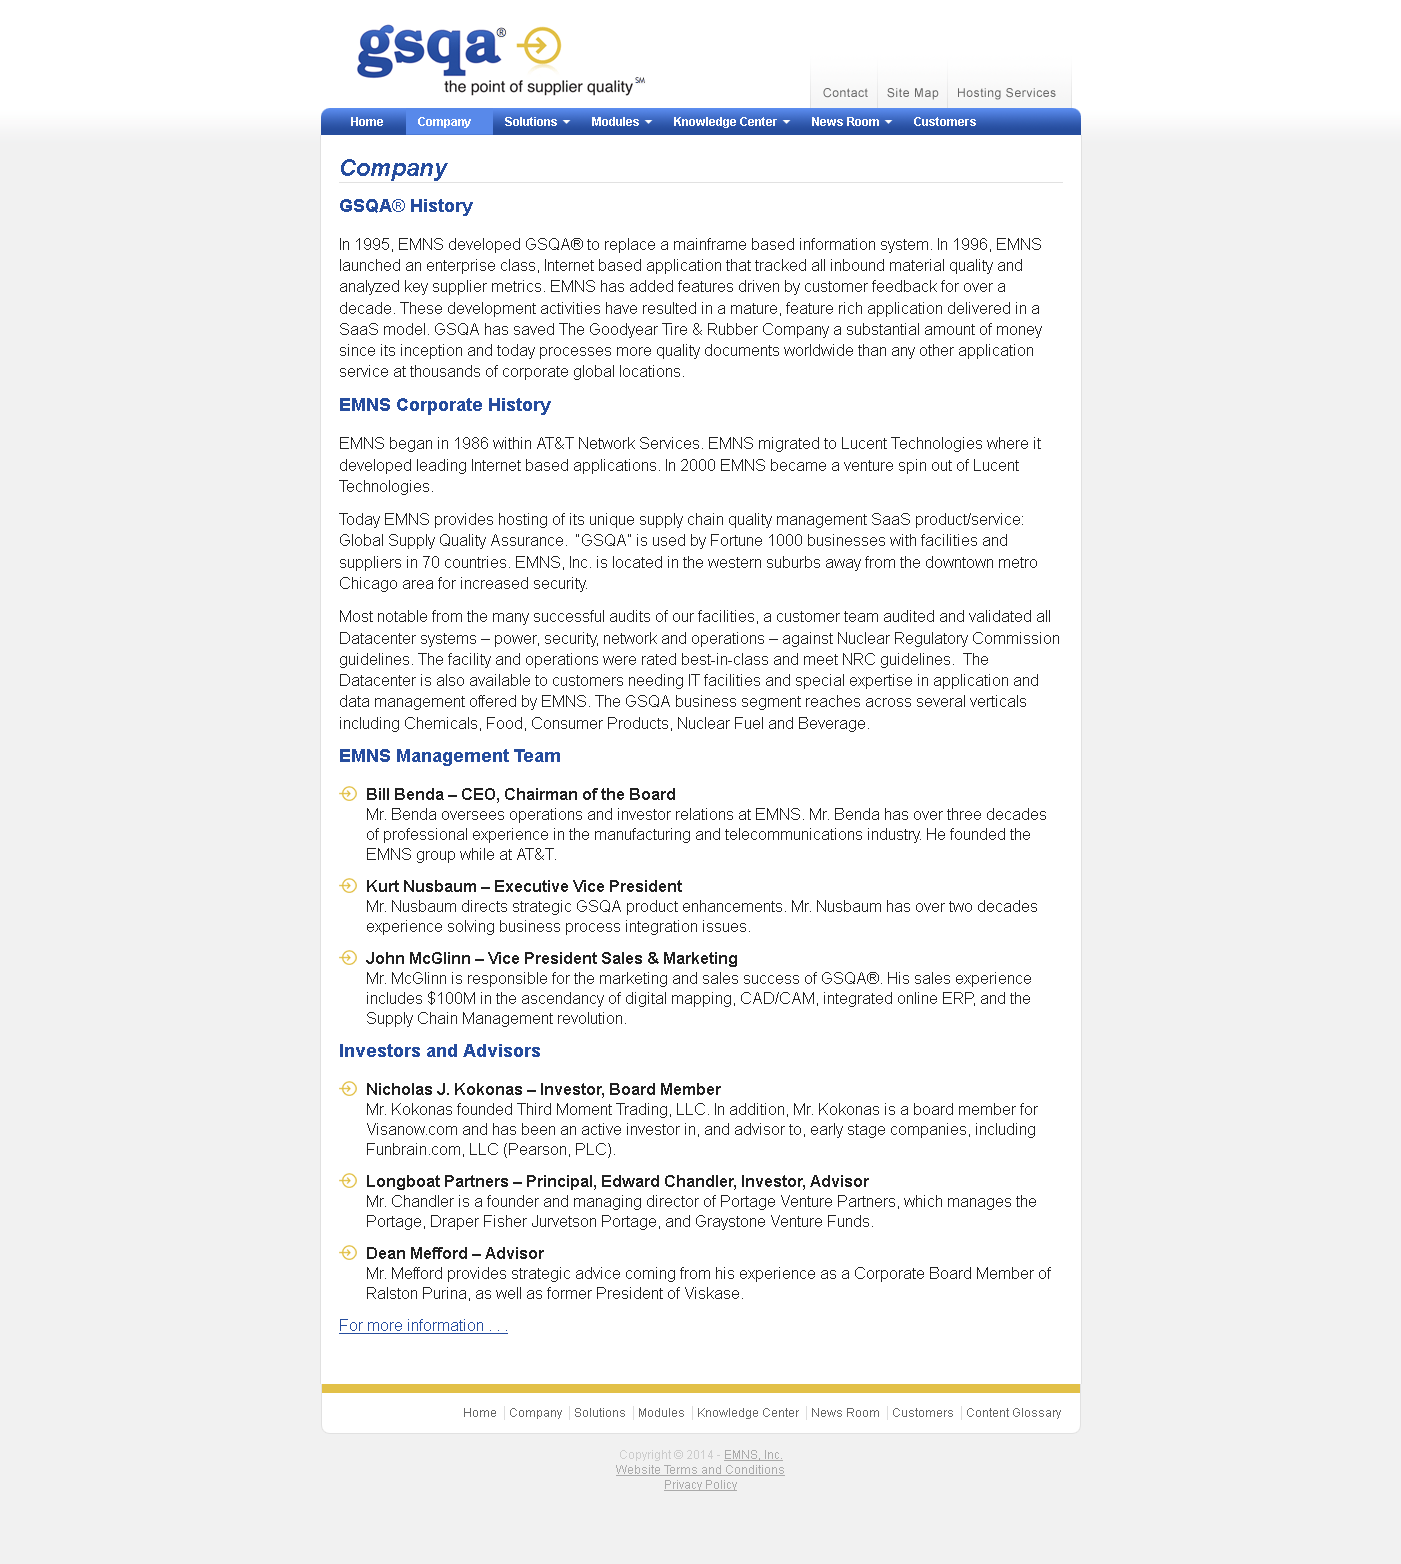 gsqa®
the point of supplier quality℠
Contact
Site Map
Hosting Services
Home
Company
Solutions
Modules
Knowledge Center
News Room
Customers
Company
GSQA® History
In 1995, EMNS developed GSQA® to replace a mainframe based information system. In 1996, EMNS
launched an enterprise class, Internet based application that tracked all inbound material quality and
analyzed key supplier metrics. EMNS has added features driven by customer feedback for over a
decade. These development activities have resulted in a mature, feature rich application delivered in a
SaaS model. GSQA has saved The Goodyear Tire & Rubber Company a substantial amount of money
since its inception and today processes more quality documents worldwide than any other application
service at thousands of corporate global locations.
EMNS Corporate History
EMNS began in 1986 within AT&T Network Services. EMNS migrated to Lucent Technologies where it
developed leading Internet based applications. In 2000 EMNS became a venture spin out of Lucent
Technologies.
Today EMNS provides hosting of its unique supply chain quality management SaaS product/service:
Global Supply Quality Assurance.  “GSQA” is used by Fortune 1000 businesses with facilities and
suppliers in 70 countries. EMNS, Inc. is located in the western suburbs away from the downtown metro
Chicago area for increased security.
Most notable from the many successful audits of our facilities, a customer team audited and validated all
Datacenter systems – power, security, network and operations – against Nuclear Regulatory Commission
guidelines. The facility and operations were rated best-in-class and meet NRC guidelines.  The
Datacenter is also available to customers needing IT facilities and special expertise in application and
data management offered by EMNS. The GSQA business segment reaches across several verticals
including Chemicals, Food, Consumer Products, Nuclear Fuel and Beverage.
EMNS Management Team
Bill Benda – CEO, Chairman of the Board
Mr. Benda oversees operations and investor relations at EMNS. Mr. Benda has over three decades
of professional experience in the manufacturing and telecommunications industry. He founded the
EMNS group while at AT&T.
Kurt Nusbaum – Executive Vice President
Mr. Nusbaum directs strategic GSQA product enhancements. Mr. Nusbaum has over two decades
experience solving business process integration issues.
John McGlinn – Vice President Sales & Marketing
Mr. McGlinn is responsible for the marketing and sales success of GSQA®. His sales experience
includes $100M in the ascendancy of digital mapping, CAD/CAM, integrated online ERP, and the
Supply Chain Management revolution.
Investors and Advisors
Nicholas J. Kokonas – Investor, Board Member
Mr. Kokonas founded Third Moment Trading, LLC. In addition, Mr. Kokonas is a board member for
Visanow.com and has been an active investor in, and advisor to, early stage companies, including
Funbrain.com, LLC (Pearson, PLC).
Longboat Partners – Principal, Edward Chandler, Investor, Advisor
Mr. Chandler is a founder and managing director of Portage Venture Partners, which manages the
Portage, Draper Fisher Jurvetson Portage, and Graystone Venture Funds.
Dean Mefford – Advisor
Mr. Mefford provides strategic advice coming from his experience as a Corporate Board Member of
Ralston Purina, as well as former President of Viskase.
For more information . . .
Home
Company
Solutions
Modules
Knowledge Center
News Room
Customers
Content Glossary
Copyright © 2014 - EMNS, Inc.
Website Terms and Conditions
Privacy Policy